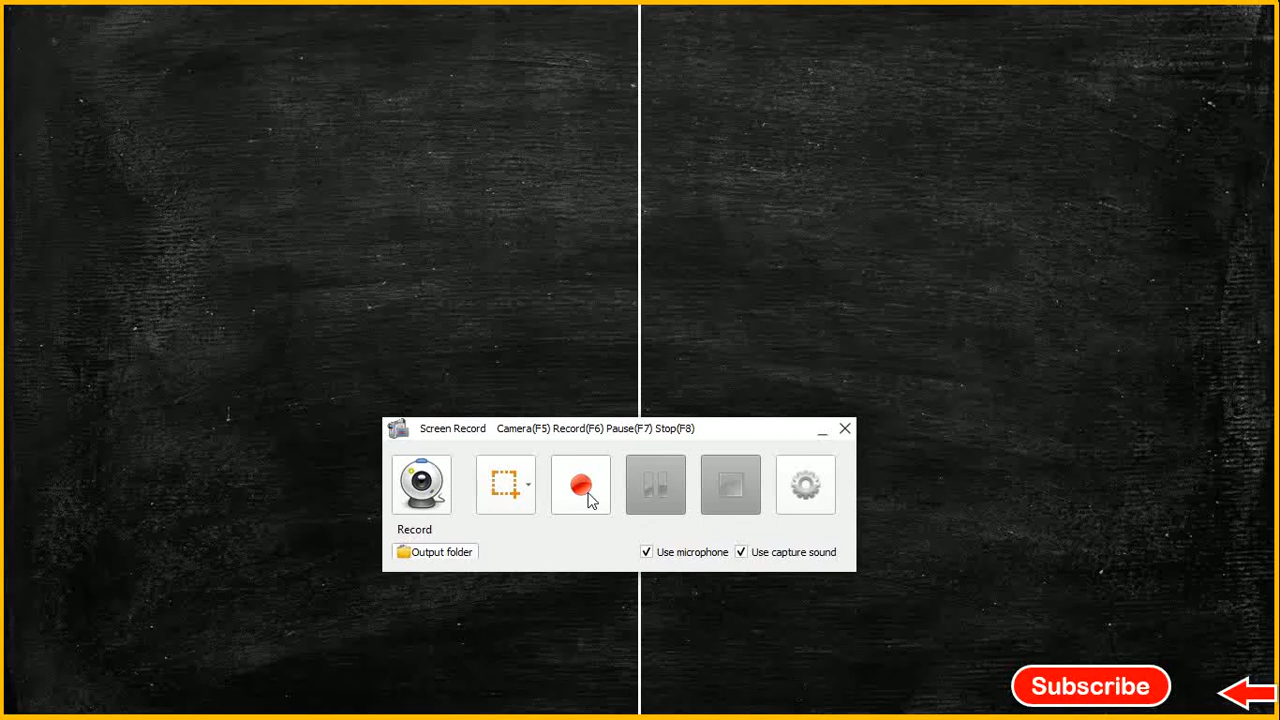 Screen Record Camera(F5) Record(F6) Pause(F7) Stop(F8)
Record
Output folder Use microphone Use capture sound
Subscribe